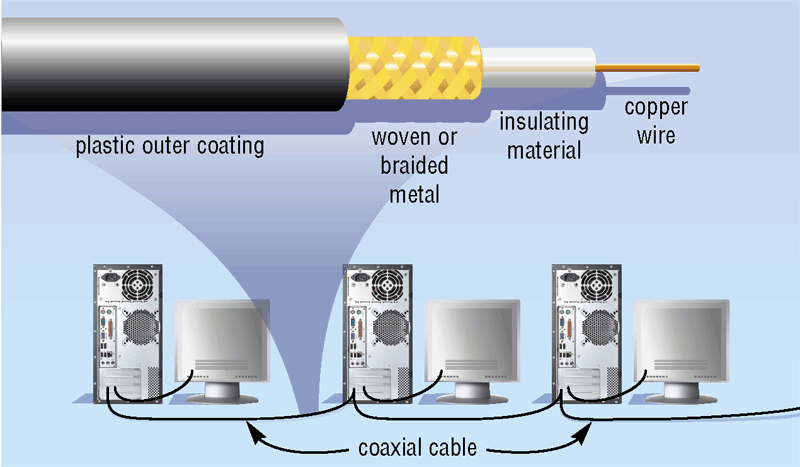 plastic outer coating
woven or
braided
metal
insulating
material
copper
wire
coaxial cable